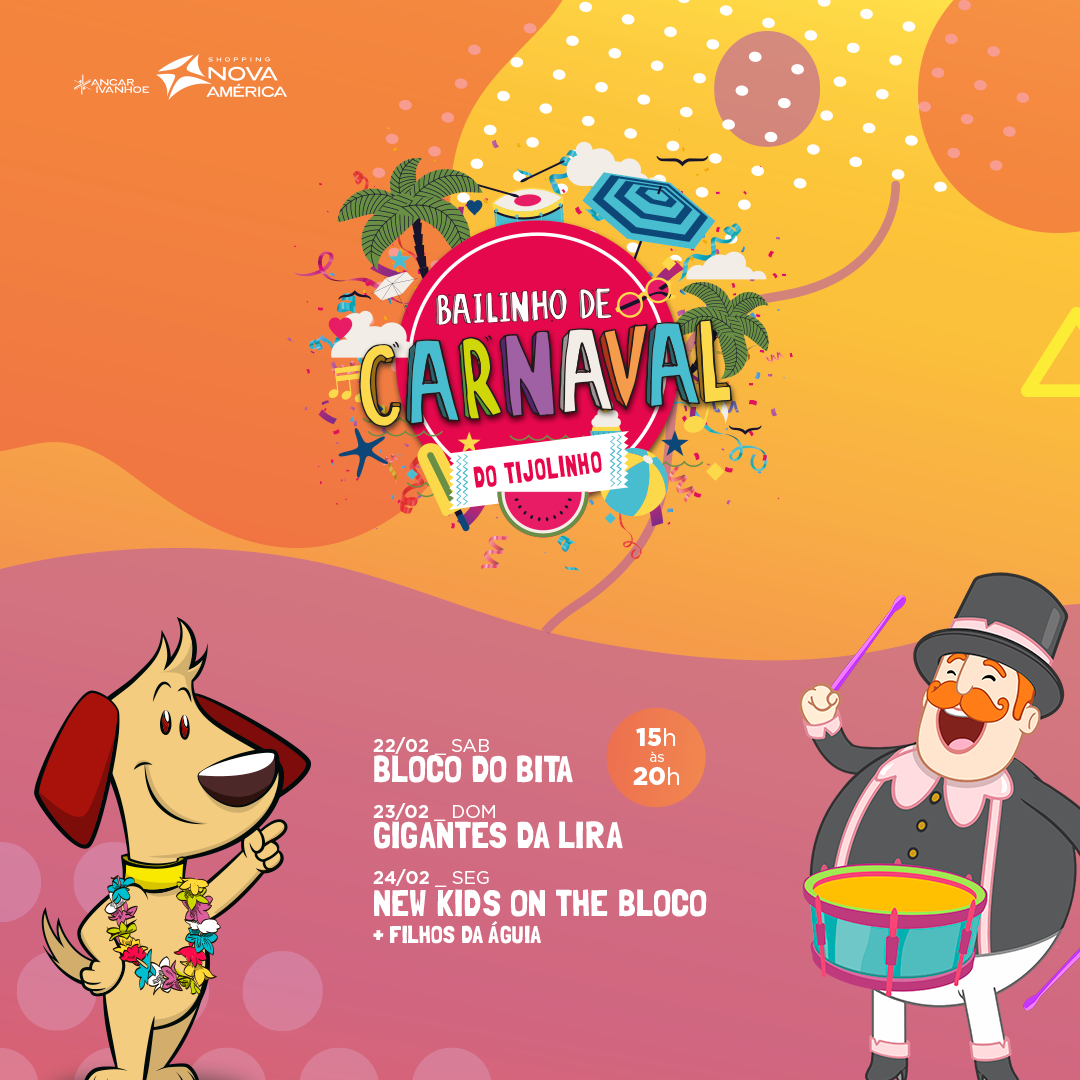 ANCAR
IVANHOE
SHOPPING
NOVA
AMÉRICA
BAILINHO DE
CARNAVAL
DO TIJOLINHO
22/02 _ SAB
BLOCO DO BITA
15h
às
20h
23/02 _ DOM
GIGANTES DA LIRA
24/02 _ SEG
NEW KIDS ON THE BLOCO
+ FILHOS DA ÁGUIA